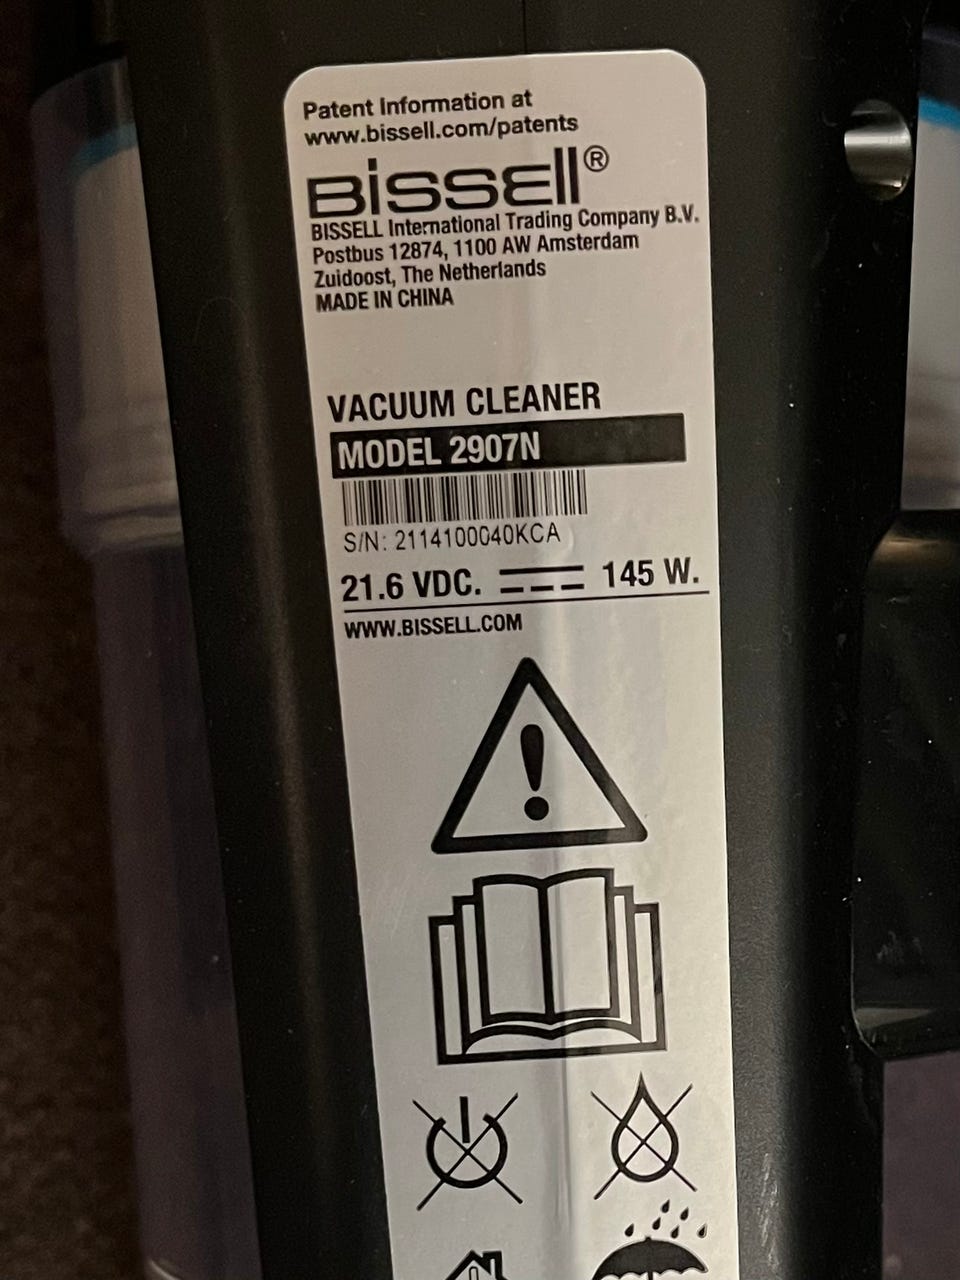 Patent Information at
www.bissell.com/patents
BISSELL®
BISSELL International Trading Company B.V.
Postbus 12874, 1100 AW Amsterdam
Zuidoost, The Netherlands
MADE IN CHINA
VACUUM CLEANER
MODEL 2907N
S/N: 2114100040KCA
21.6 VDC. 145 W.
WWW.BISSELL.COM